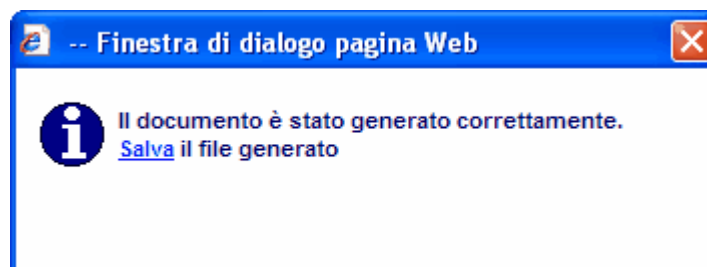 -- Finestra di dialogo pagina Web
Il documento è stato generato correttamente.
Salva il file generato